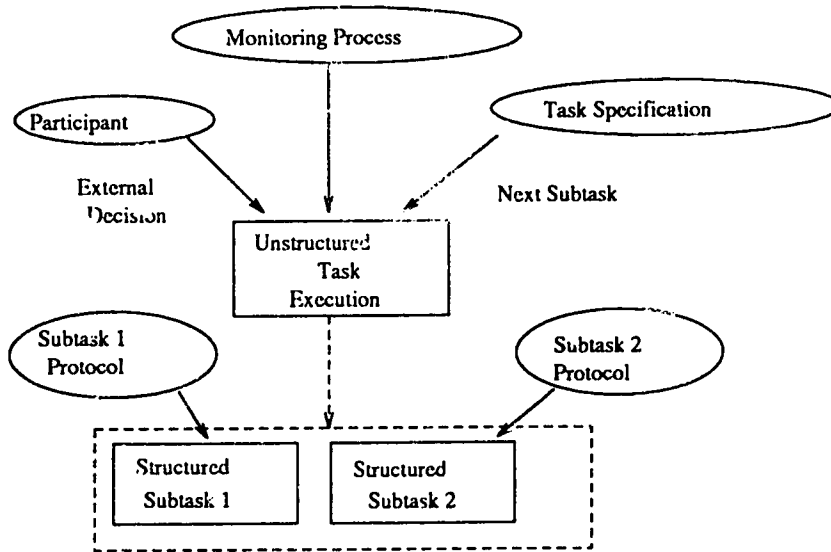 Monitoring Process
Participant
Task Specification
External
Decision
Next Subtask
Unstructured
Task
Execution
Subtask 1
Protocol
Subtask 2
Protocol
Structured
Subtask 1
Structured
Subtask 2